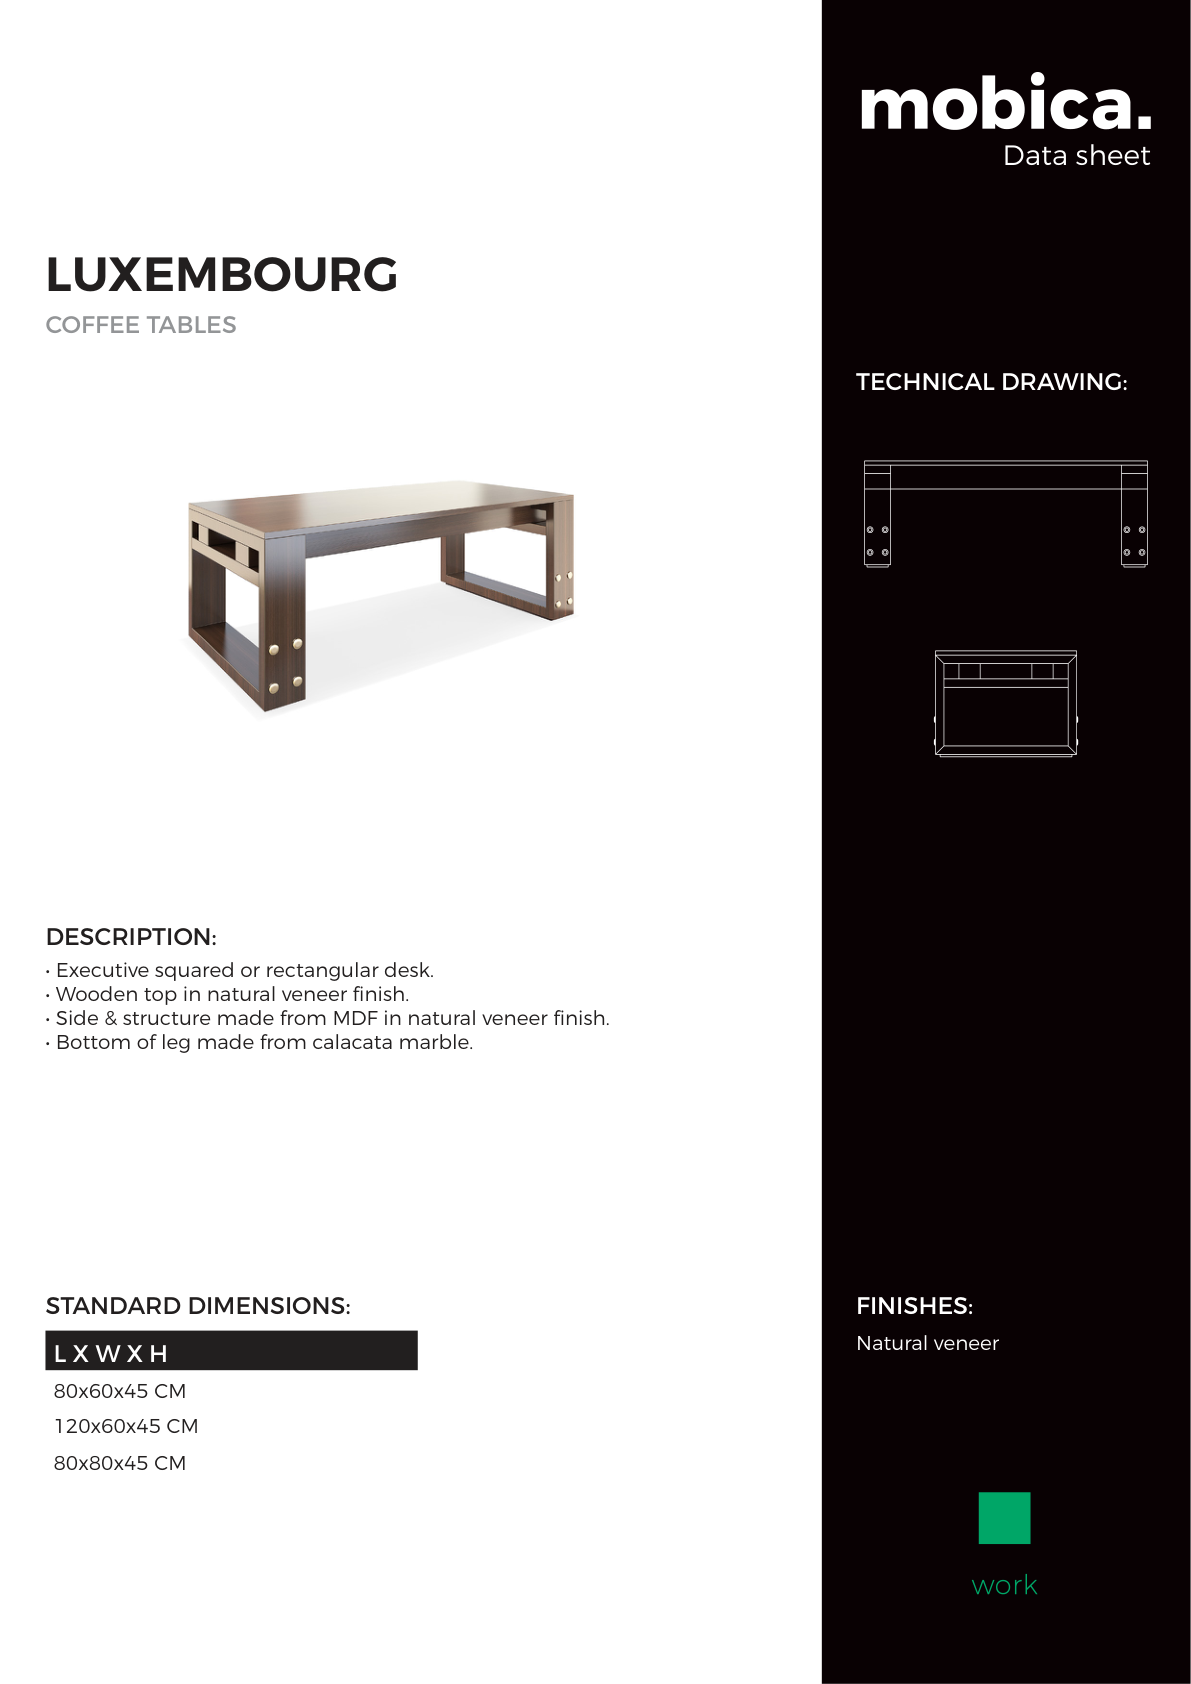 mobica.
Data sheet
LUXEMBOURG
COFFEE TABLES
TECHNICAL DRAWING:
DESCRIPTION:
• Executive squared or rectangular desk.
• Wooden top in natural veneer finish.
• Side & structure made from MDF in natural veneer finish.
• Bottom of leg made from calacata marble.
STANDARD DIMENSIONS:
L X W X H
80x60x45 CM
120x60x45 CM
80x80x45 CM
FINISHES:
Natural veneer
work